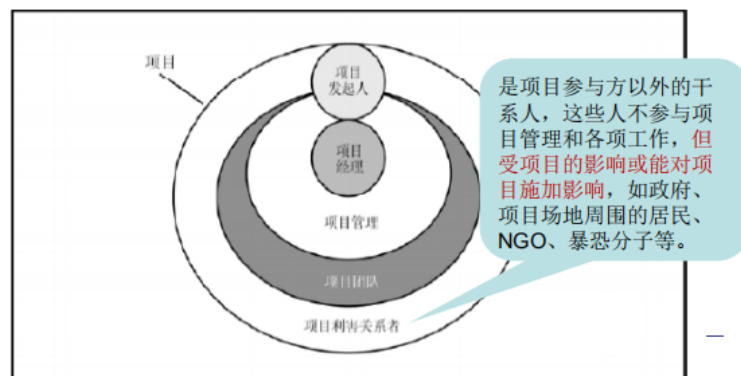 项目
项目
发起人
项目
经理
项目管理
项目团队
项目利害关系者
是项目参与方以外的干
系人，这些人不参与项
目管理和各项工作，但
受项目的影响或能对项
目施加影响，如政府、
项目场地周围的居民、
NGO、暴恐分子等。